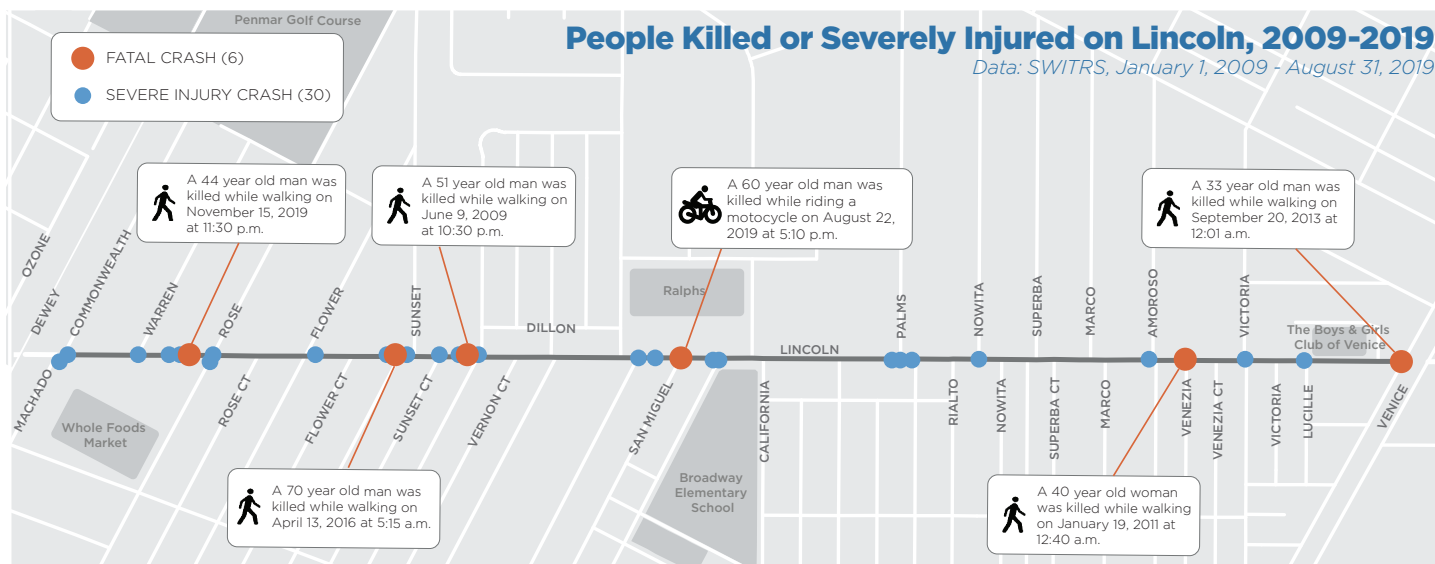 Penmar Golf Course
People Killed or Severely Injured on Lincoln, 2009-2019
Data: SWITRS, January 1, 2009 - August 31, 2019
FATAL CRASH (6)
SEVERE INJURY CRASH (30)
A 44 year old man was
killed while walking on
November 15, 2019
at 11:30 p.m.
A 51 year old man was
killed while walking on
June 9, 2009
at 10:30 p.m.
A 60 year old man was
killed while riding a
motocycle on August 22,
2019 at 5:10 p.m.
A 33 year old man was
killed while walking on
September 20, 2013 at
12:01 a.m.
OZONE
DEWEY
COMMONWEALTH
WARREN
ROSE
FLOWER
SUNSET
DILLON
Ralphs
LINCOLN
PALMS
NOWITA
SUPERBA
MARCO
AMOROSO
VICTORIA
The Boys & Girls
Club of Venice
MACHADO
Whole Foods
Market
ROSE CT
FLOWER CT
SUNSET CT
VERNON CT
SAN MIGUEL
CALIFORNIA
RIALTO
NOWITA
SUPERBA CT
MARCO
VENEZIA
VENEZIA CT
VICTORIA
LUCILLE
VENICE
Broadway
Elementary
School
A 70 year old man was
killed while walking on
April 13, 2016 at 5:15 a.m.
A 40 year old woman
was killed while walking
on January 19, 2011 at
12:40 a.m.